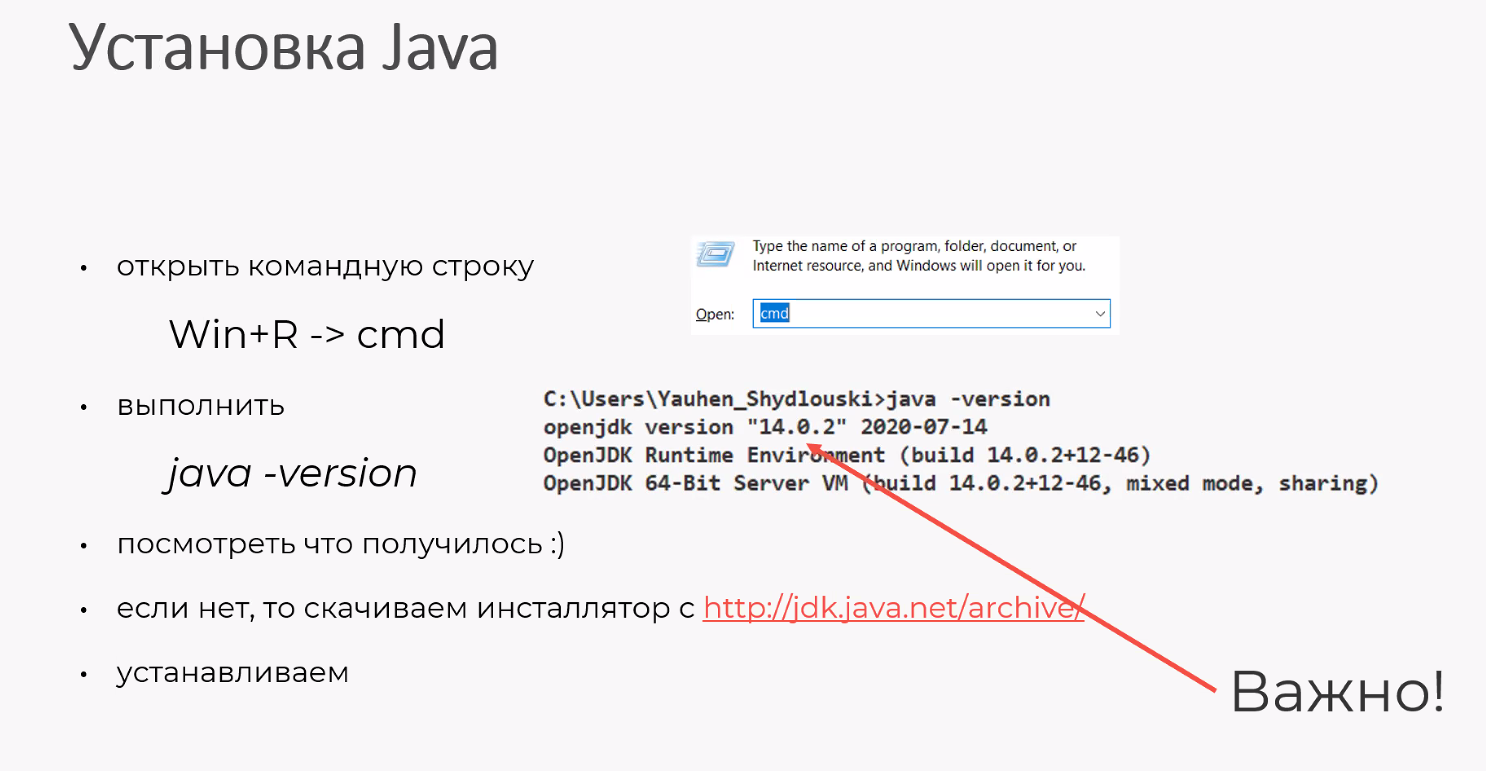 Установка Java
• открыть командную строку
Win+R -> cmd
Type the name of a program, folder, document, or
Internet resource, and Windows will open it for you.
Open: cmd
• выполнить
java -version
C:\Users\Yauhen_Shydlouski>java -version
openjdk version "14.0.2" 2020-07-14
OpenJDK Runtime Environment (build 14.0.2+12-46)
OpenJDK 64-Bit Server VM (build 14.0.2+12-46, mixed mode, sharing)
• посмотреть что получилось :)
• если нет, то скачиваем инсталлятор с http://jdk.java.net/archive/
• устанавливаем
Важно!